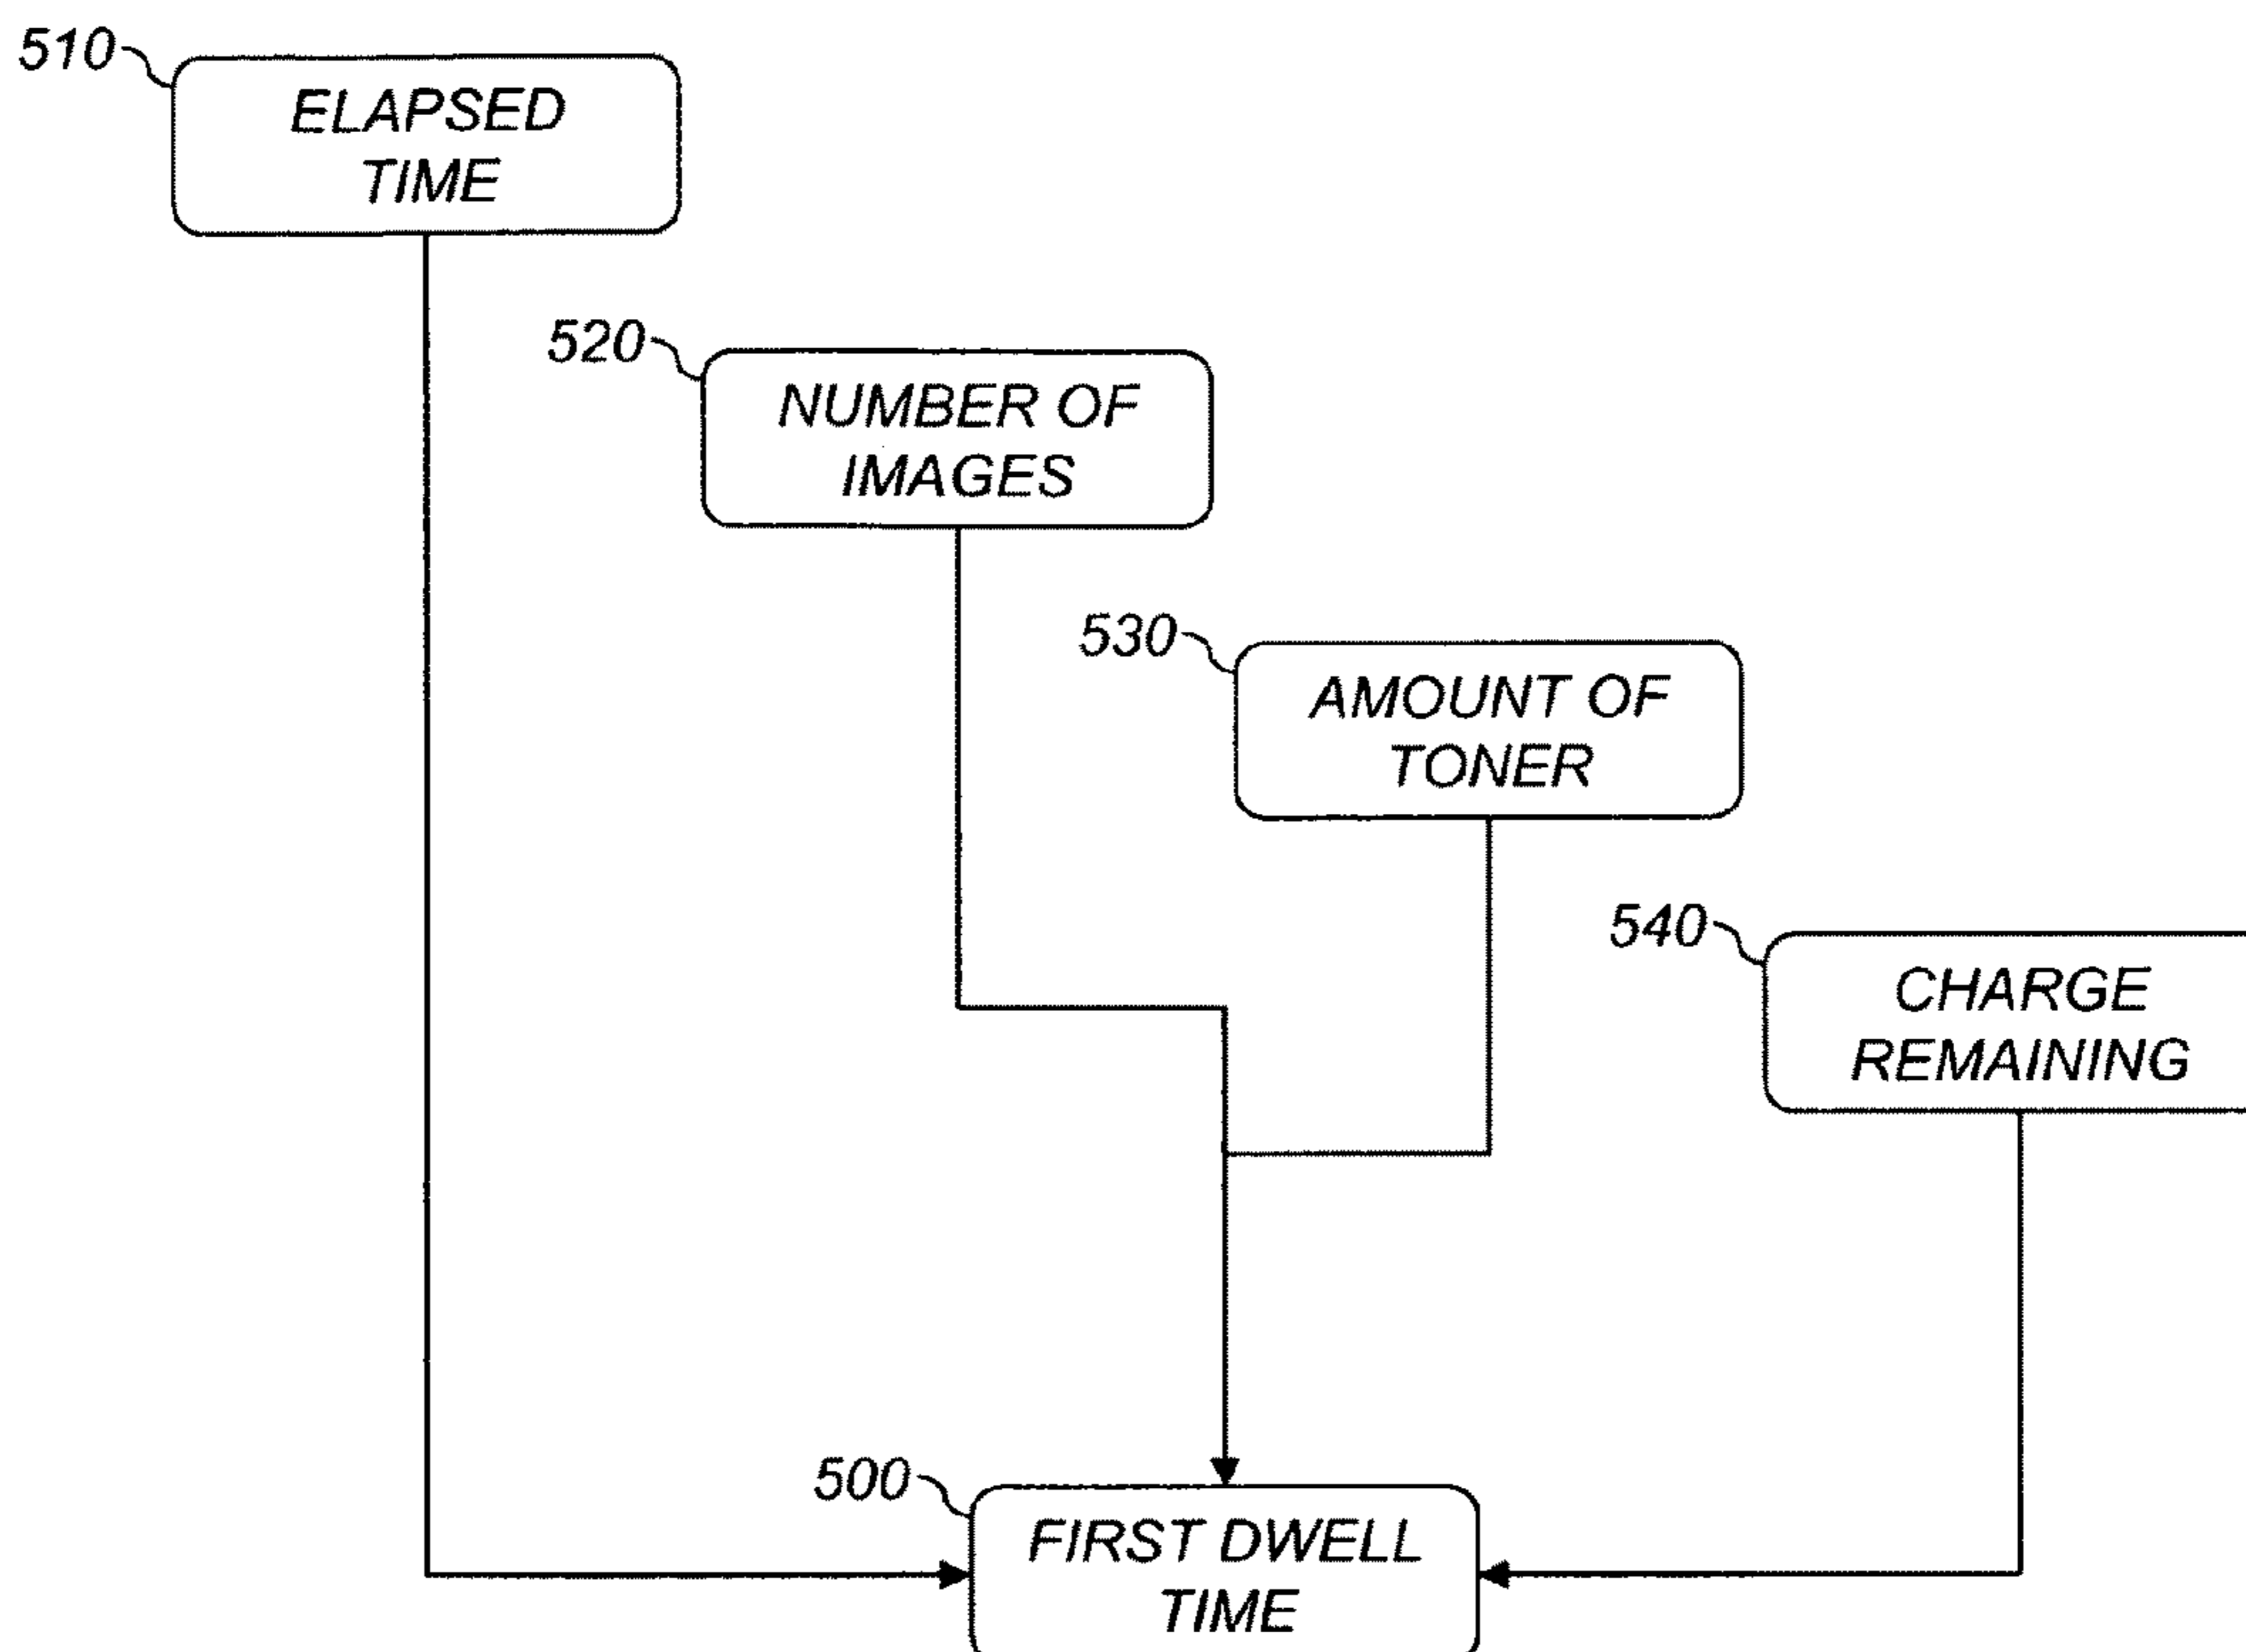 510
ELAPSED
TIME
520
NUMBER OF
IMAGES
530
AMOUNT OF
TONER
540
CHARGE
REMAINING
500
FIRST DWELL
TIME